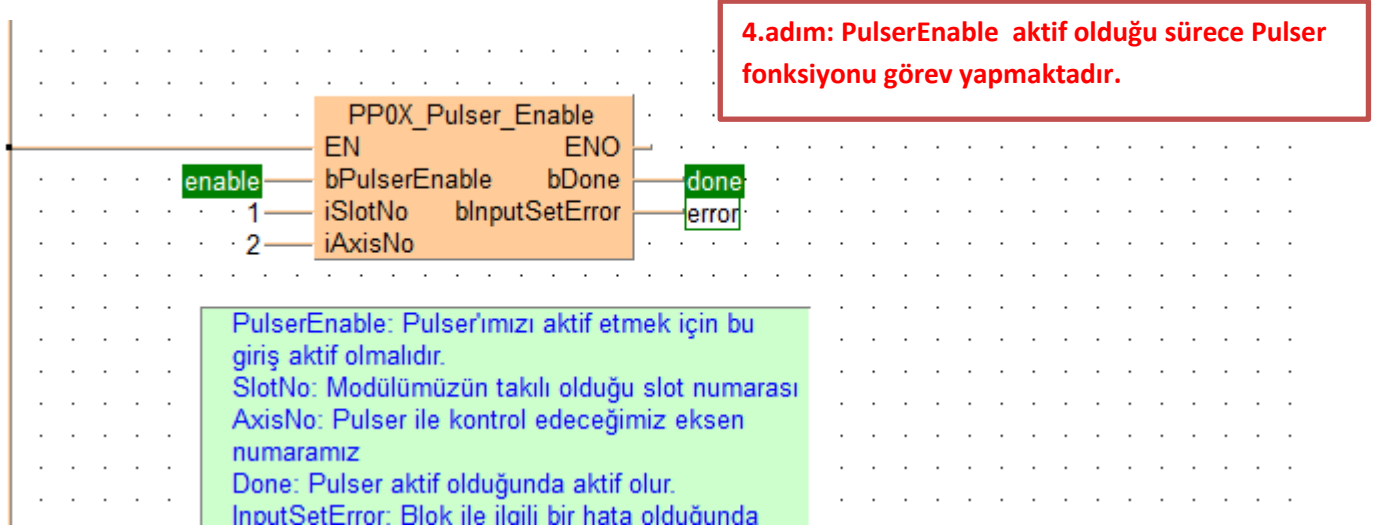 4.adım: PulserEnable aktif olduğu sürece Pulser
fonksiyonu görev yapmaktadır.
PP0X_Pulser_Enable
EN ENO
enable bPulserEnable bDone done
1 iSlotNo bInputSetError error
2 iAxisNo
PulserEnable: Pulser'ımızı aktif etmek için bu
giriş aktif olmalıdır.
SlotNo: Modülümüzün takılı olduğu slot numarası
AxisNo: Pulser ile kontrol edeceğimiz eksen
numaramız
Done: Pulser aktif olduğunda aktif olur.
InputSetError: Blok ile ilgili bir hata olduğunda